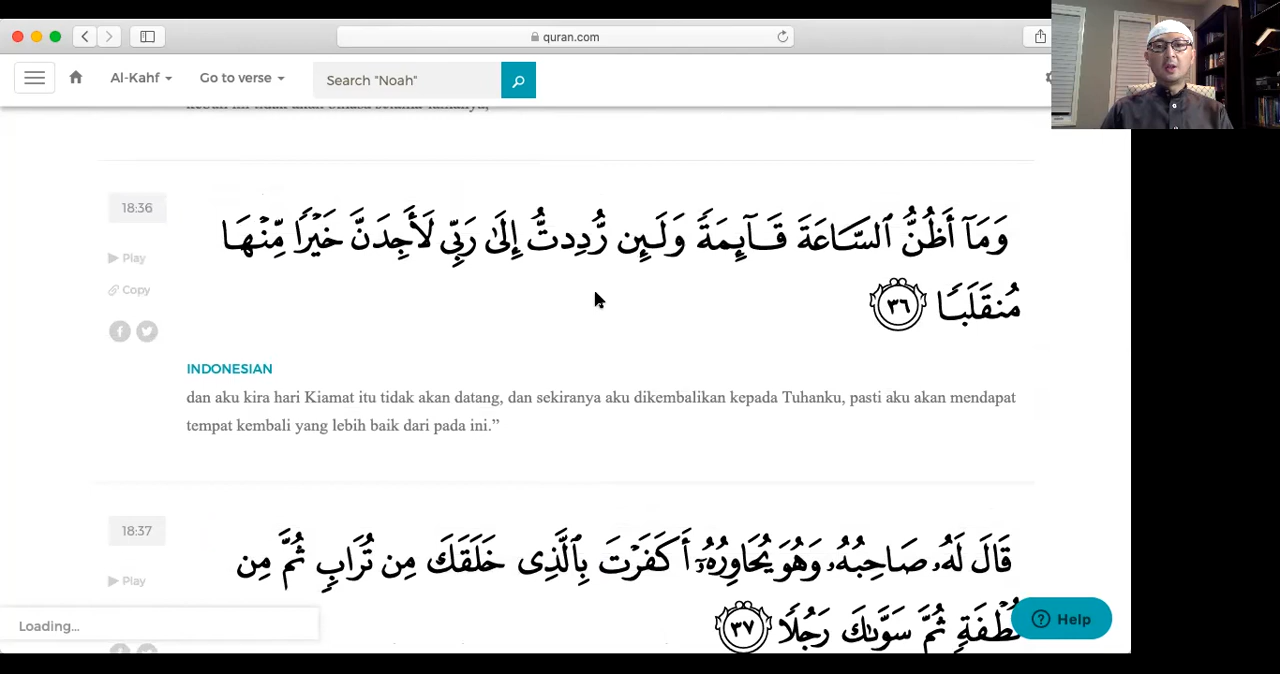 quran.com
Al-Kahf
Go to verse
Search "Noah"
18:36
وَمَآ أَظُنُّ ٱلسَّاعَةَ قَآئِمَةً وَلَئِن رُّدِدتُّ إِلَىٰ رَبِّى لَأَجِدَنَّ خَيْرًا مِّنْهَا
مُنقَلَبًا ٣٦
Play
Copy
INDONESIAN
dan aku kira hari Kiamat itu tidak akan datang, dan sekiranya aku dikembalikan kepada Tuhanku, pasti aku akan mendapat
tempat kembali yang lebih baik dari pada ini.”
18:37
قَالَ لَهُۥ صَاحِبُهُۥ وَهُوَ يُحَاوِرُهُۥٓ أَكَفَرْتَ بِٱلَّذِى خَلَقَكَ مِن تُرَابٍ ثُمَّ مِن
نُّطْفَةٍ ثُمَّ سَوَّىٰكَ رَجُلًا ٣٧
Play
Loading...
Help